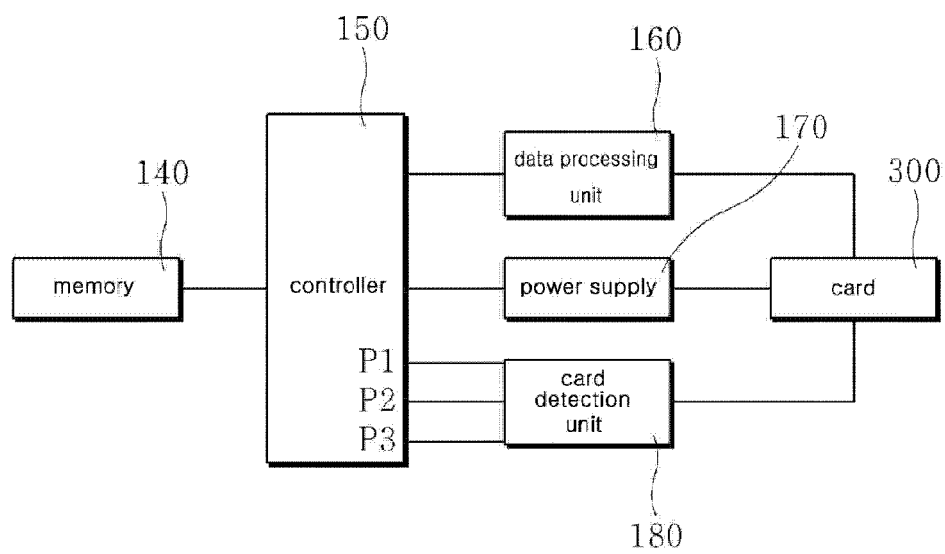 150
160
170
140
300
data processing
unit
memory
controller
power supply
card
P1
P2
P3
card
detection
unit
180